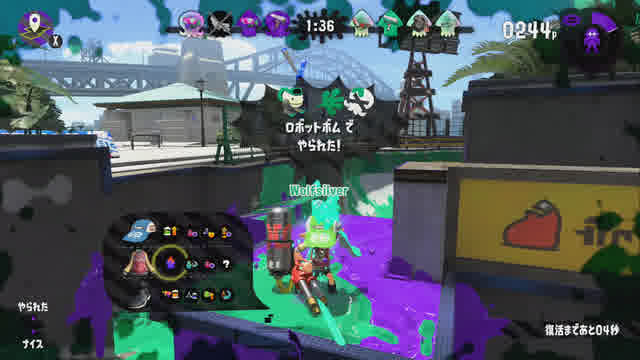 1:36
0244p
X
ロボットボム で
やられた!
Wolfsilver
?
やられた
ナイス
復活まであと04秒